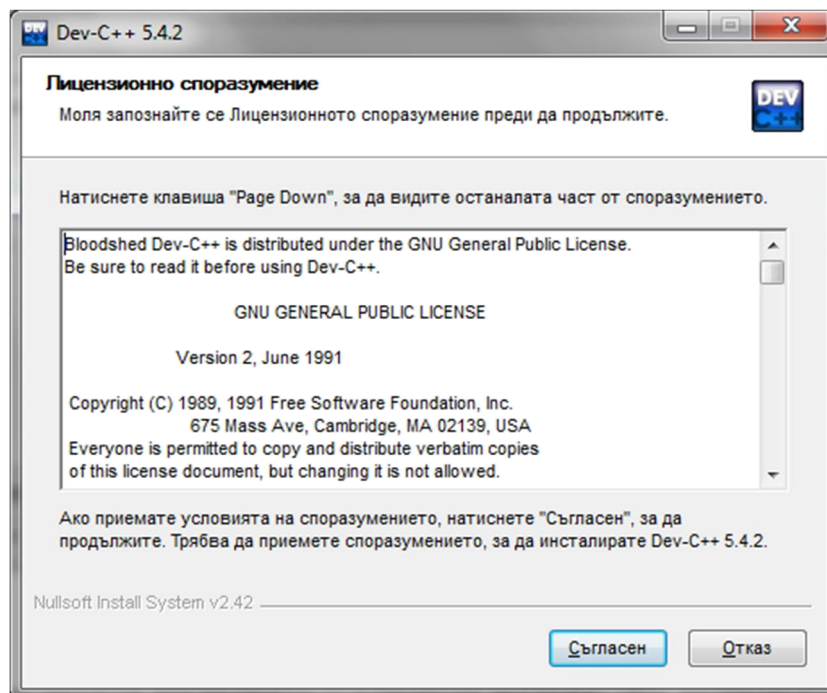 Dev-C++ 5.4.2
Лицензионно споразумение
Моля запознайте се Лицензионното споразумение преди да продължите.
DEV
C++
Натиснете клавиша "Page Down", за да видите останалата част от споразумението.
Bloodshed Dev-C++ is distributed under the GNU General Public License.
Be sure to read it before using Dev-C++.
GNU GENERAL PUBLIC LICENSE
Version 2, June 1991
Copyright (C) 1989, 1991 Free Software Foundation, Inc.
675 Mass Ave, Cambridge, MA 02139, USA
Everyone is permitted to copy and distribute verbatim copies
of this license document, but changing it is not allowed.
Ако приемате условията на споразумението, натиснете "Съгласен", за да
продължите. Трябва да приемете споразумението, за да инсталирате Dev-C++ 5.4.2.
Nullsoft Install System v2.42
Съгласен
Отказ